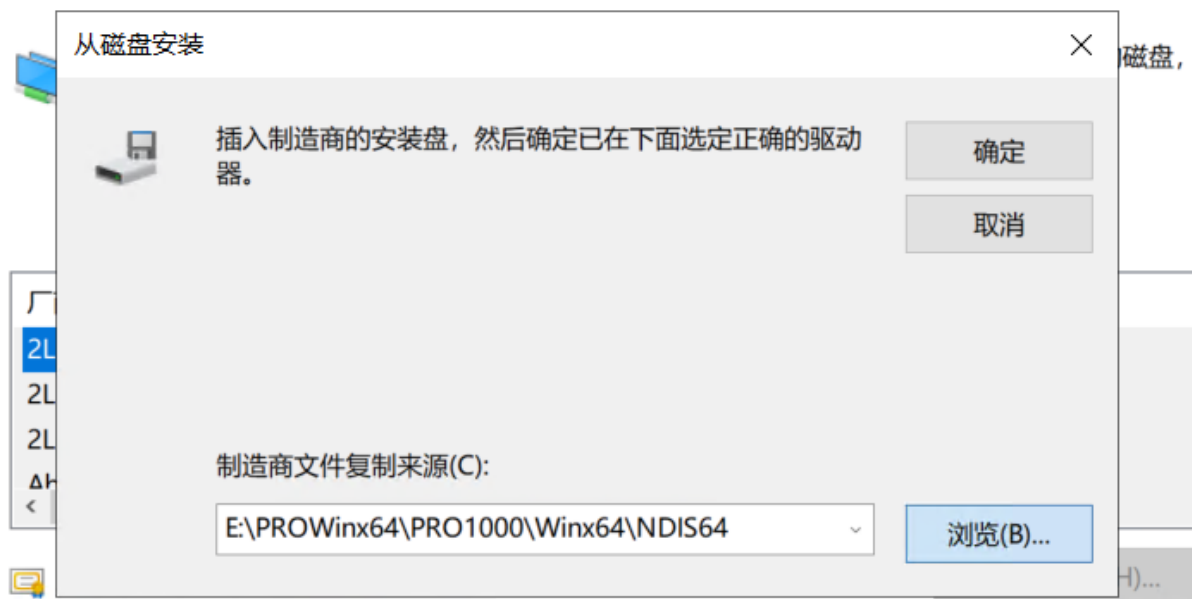 从磁盘安装
磁盘，
插入制造商的安装盘，然后确定已在下面选定正确的驱动
器。
确定
取消
厂
2L
2L
2L
Ab
制造商文件复制来源(C):
E:\PROWinx64\PRO1000\Winx64\NDIS64
浏览(B)...
H)...